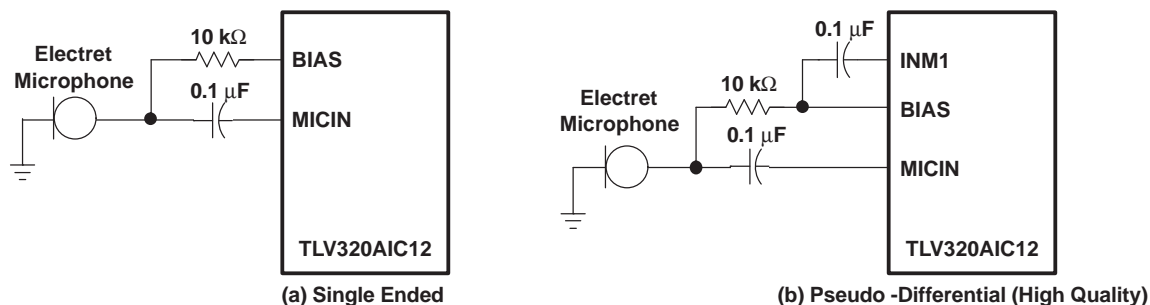 10 kΩ
Electret
Microphone
BIAS
0.1 μF
MICIN
TLV320AIC12
(a) Single Ended
0.1 μF
INM1
10 kΩ
BIAS
Electret
Microphone
0.1 μF
MICIN
TLV320AIC12
(b) Pseudo -Differential (High Quality)